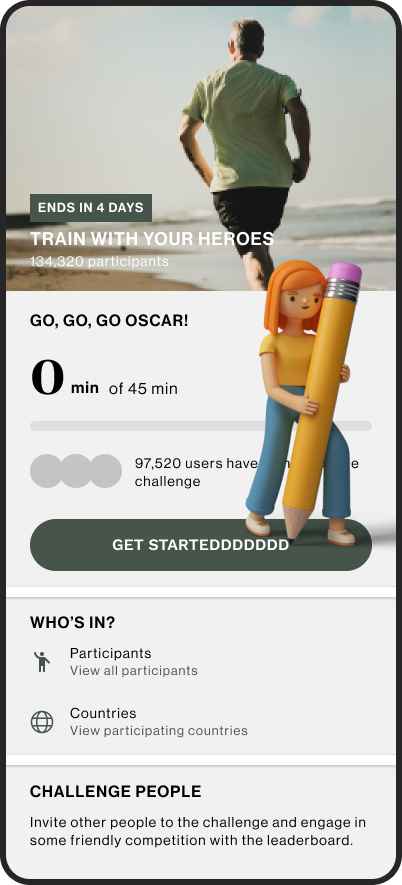 ENDS IN 4 DAYS
TRAIN WITH YOUR HEROES
134,320 participants
GO, GO, GO OSCAR!
0 min of 45 min
97,520 users have
challenge
GET STARTEDDDDDDD
WHO'S IN?
Participants
View all participants
Countries
View participating countries
CHALLENGE PEOPLE
Invite other people to the challenge and engage in
some friendly competition with the leaderboard.